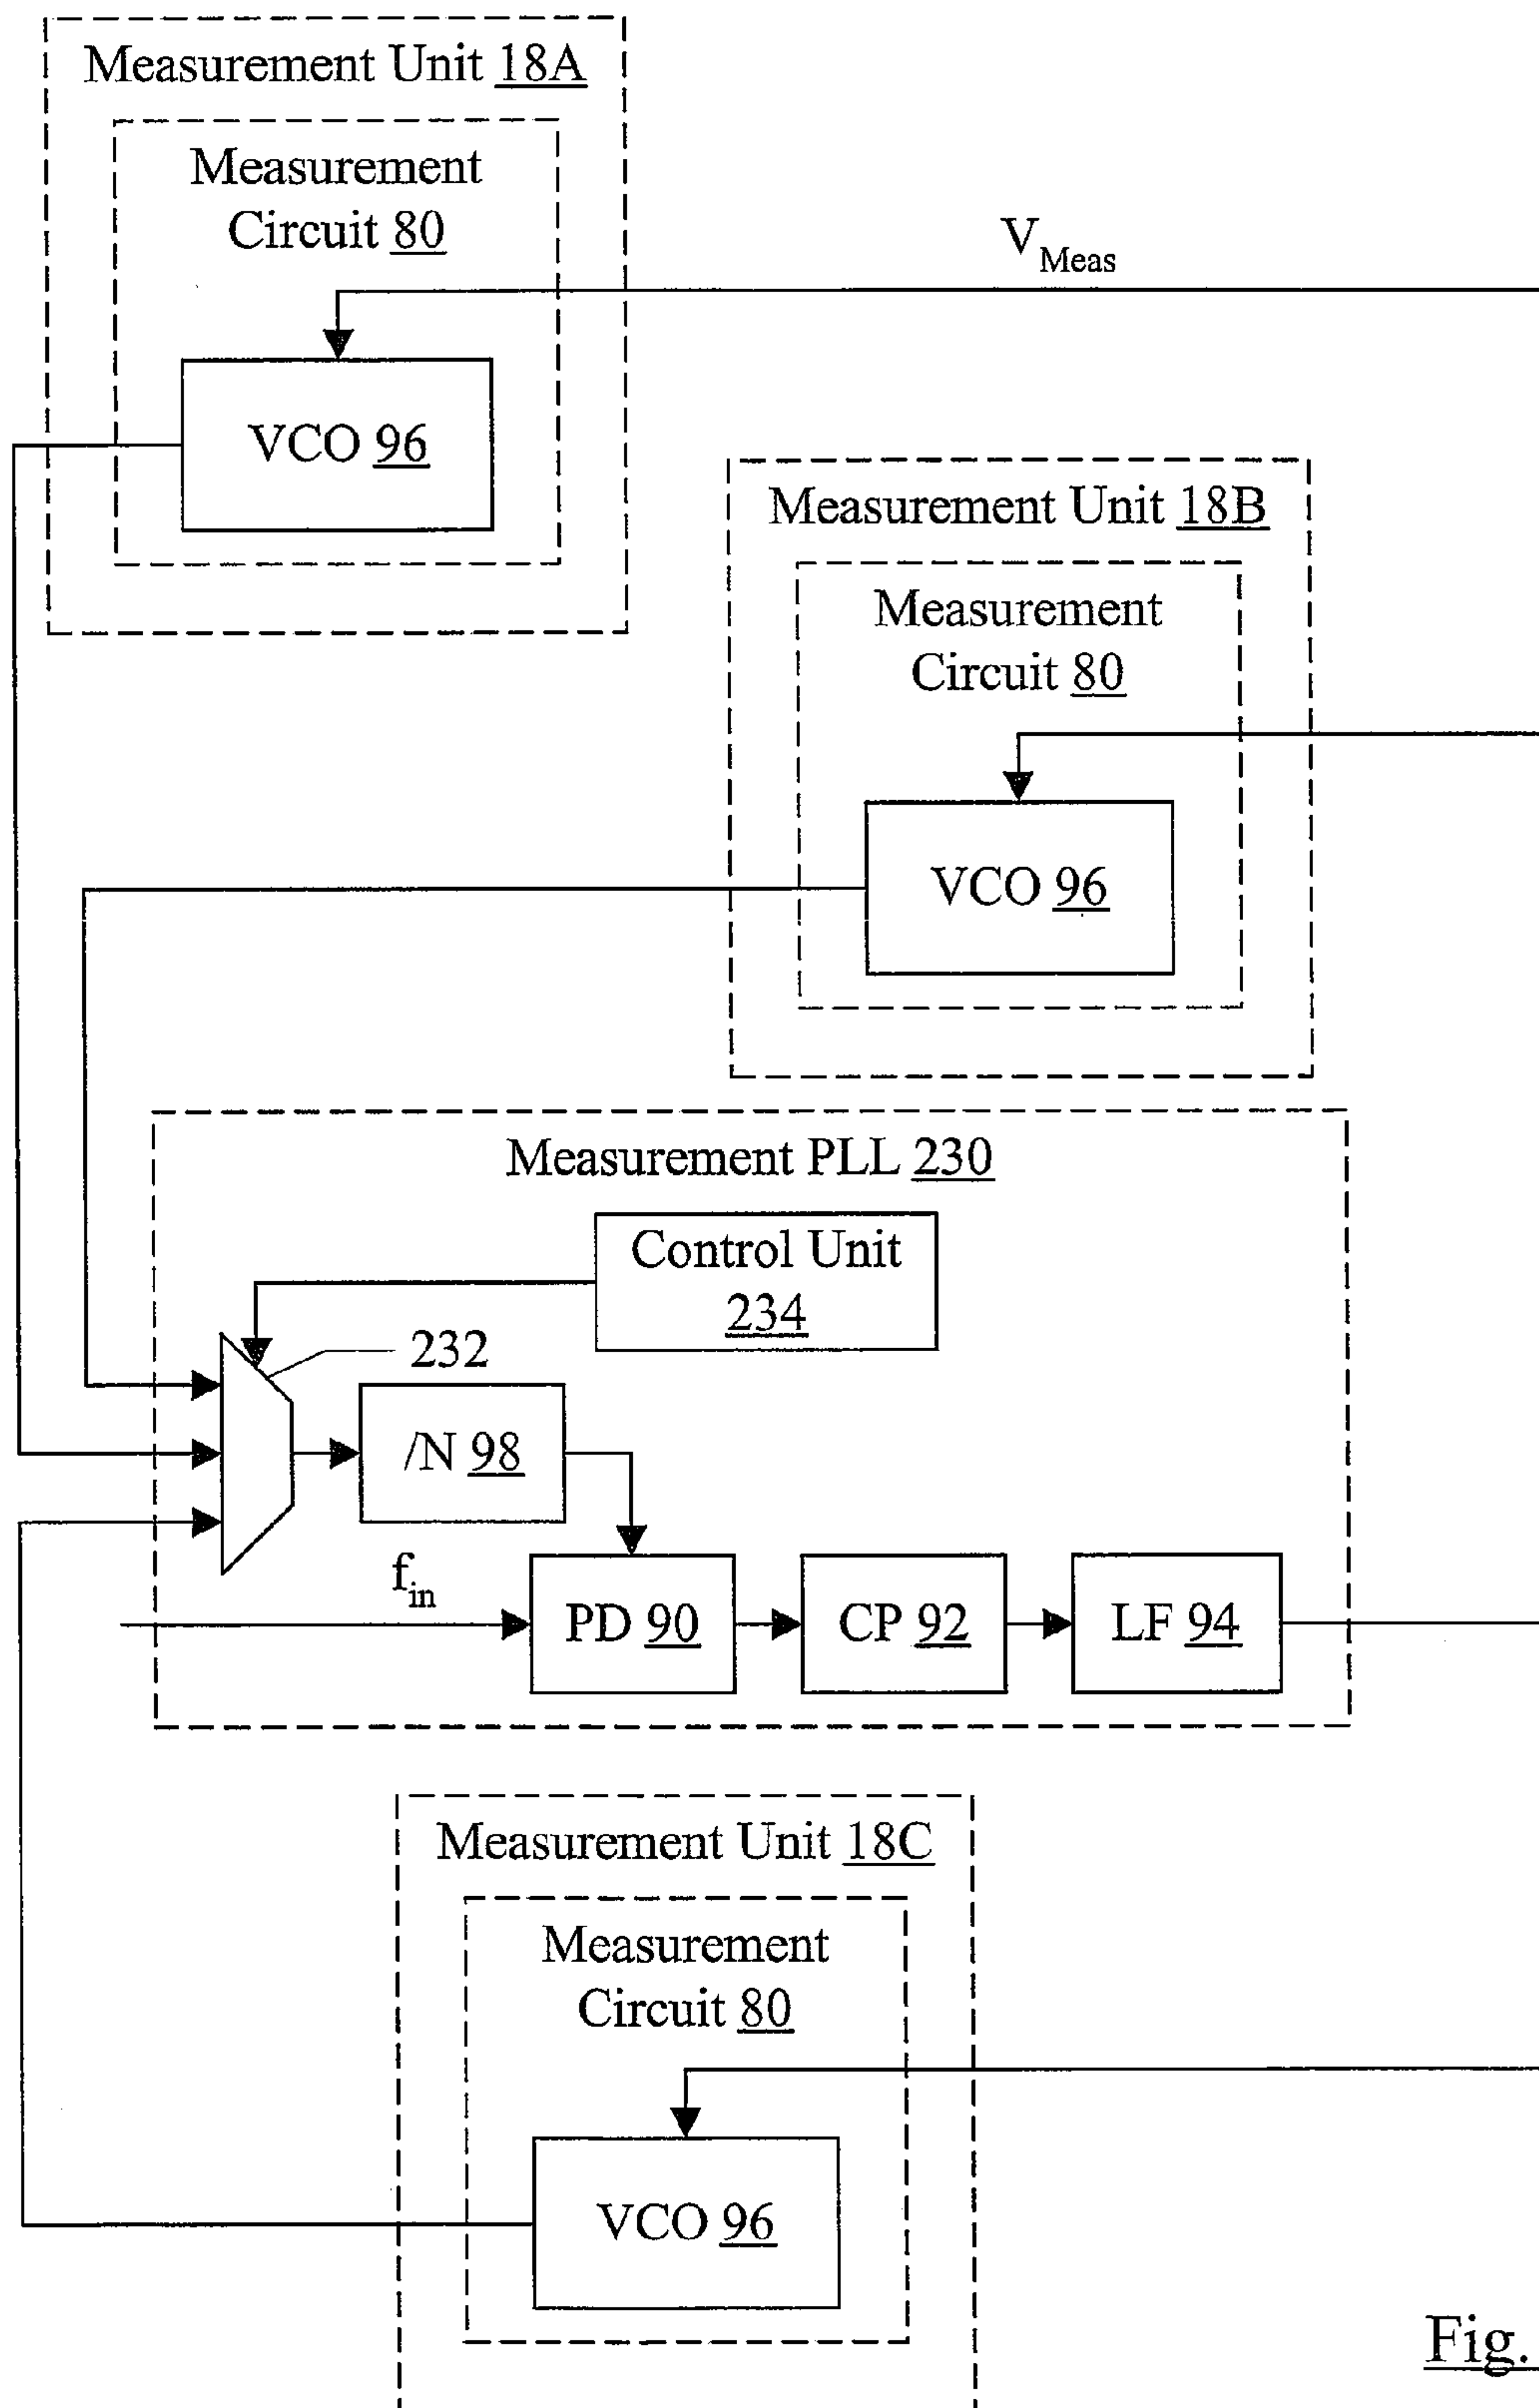 Measurement Unit 18A
Measurement
Circuit 80
V_Meas
VCO 96
Measurement Unit 18B
Measurement
Circuit 80
VCO 96
Measurement PLL 230
Control Unit
234
232
/N 98
f_in
PD 90
CP 92
LF 94
Measurement Unit 18C
Measurement
Circuit 80
VCO 96
Fig.